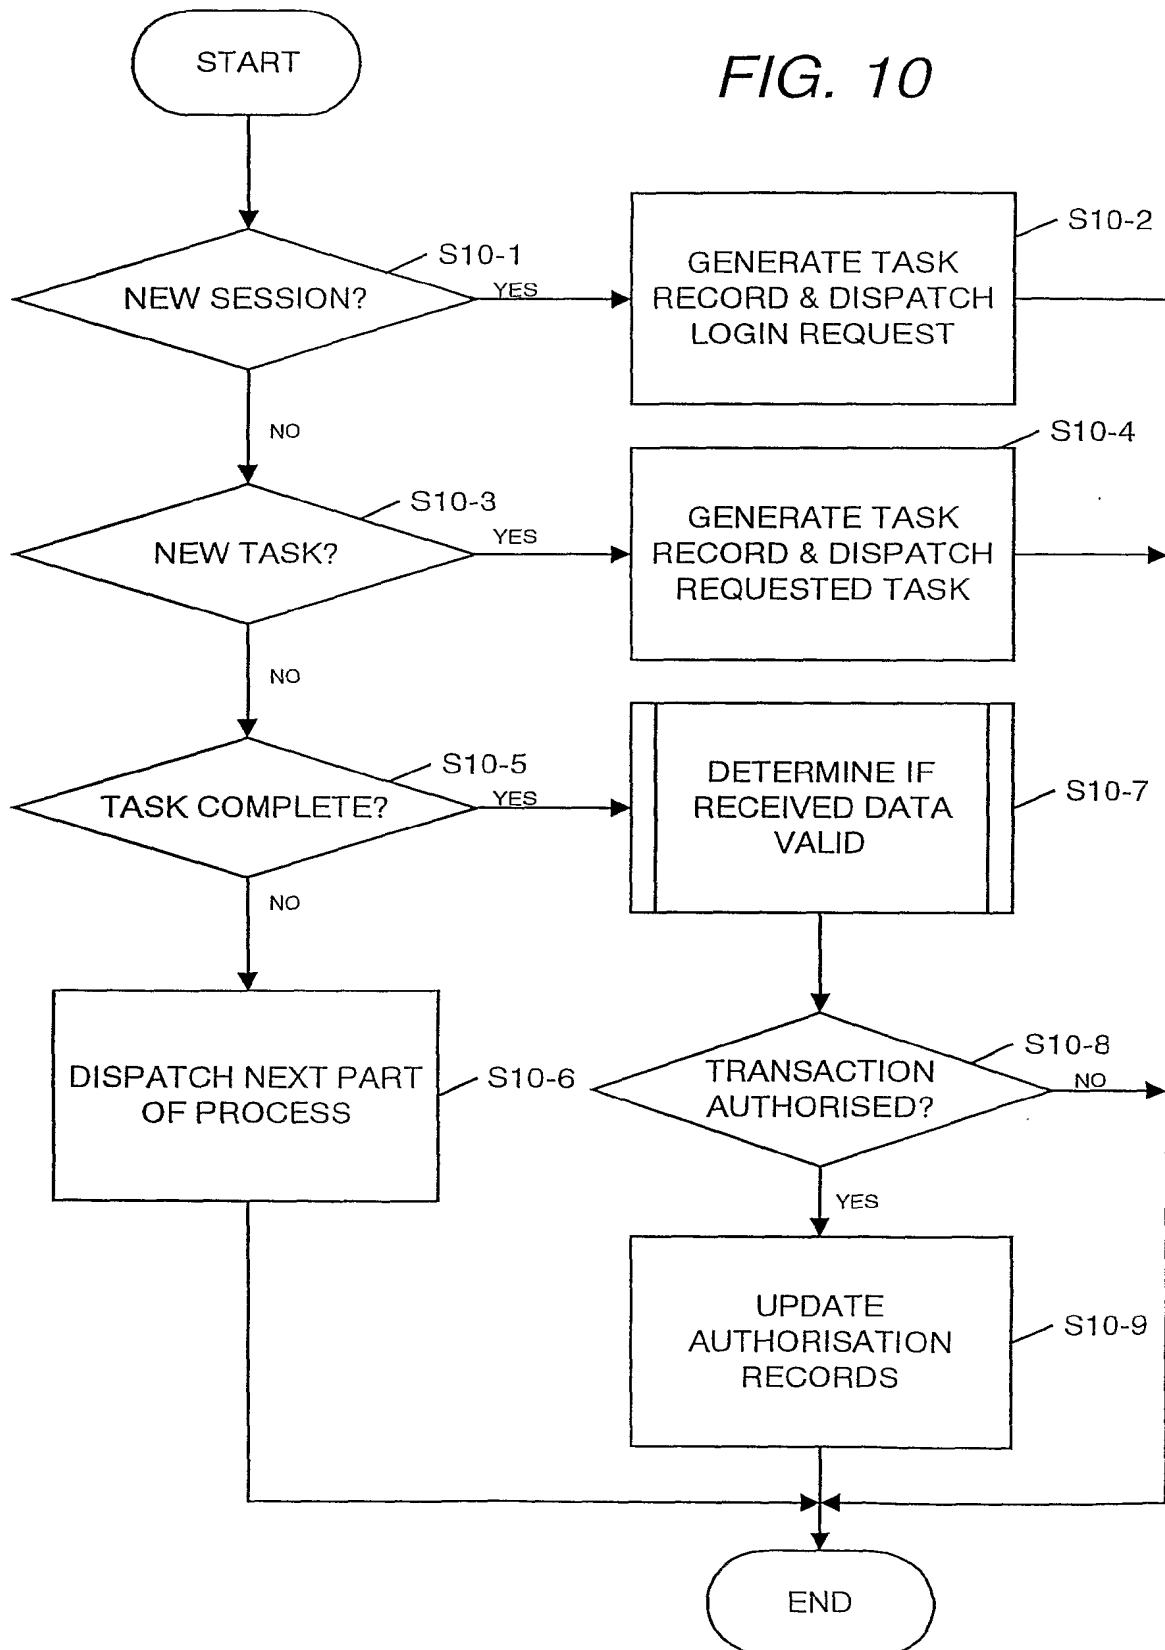 START
FIG. 10
S10-1
NEW SESSION?
YES
S10-2
GENERATE TASK
RECORD & DISPATCH
LOGIN REQUEST
NO
S10-3
NEW TASK?
YES
S10-4
GENERATE TASK
RECORD & DISPATCH
REQUESTED TASK
NO
S10-5
TASK COMPLETE?
YES
DETERMINE IF
RECEIVED DATA
VALID
S10-7
NO
DISPATCH NEXT PART
OF PROCESS
S10-6
TRANSACTION
AUTHORISED?
S10-8
NO
YES
UPDATE
AUTHORISATION
RECORDS
S10-9
END